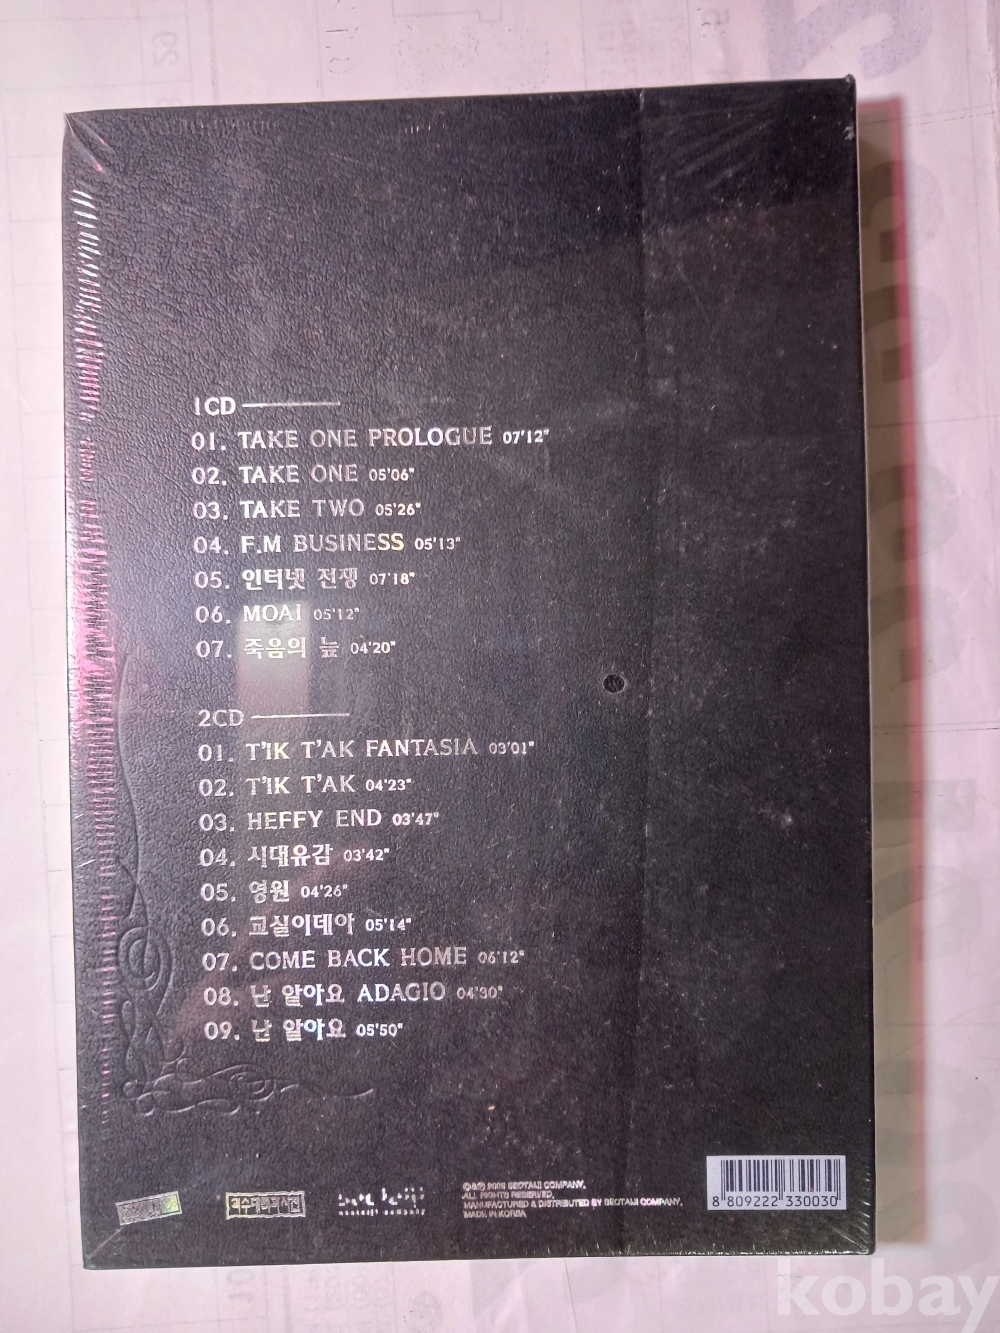 1CD
01. TAKE ONE PROLOGUE 07'12"
02. TAKE ONE 05'06"
03. TAKE TWO 05'26"
04. F.M BUSINESS 05'13"
05. 인터넷 전쟁 07'18"
06. MOAI 05'12"
07. 죽음의 늪 04'20"
2CD
01. T'IK T'AK FANTASIA 03'01"
02. T'IK T'AK 04'23"
03. HEFFY END 03'47"
04. 시대유감 03'42"
05. 영원 04'26"
06. 교실이데아 05'14"
07. COME BACK HOME 06'12"
08. 난 알아요 ADAGIO 04'30"
09. 난 알아요 05'50"
SEOTAIJI COMPANY.
ALL RIGHTS RESERVED.
MANUFACTURED & DISTRIBUTED BY SEOTAIJI COMPANY.
MADE IN KOREA
8 809222 330030
kobay